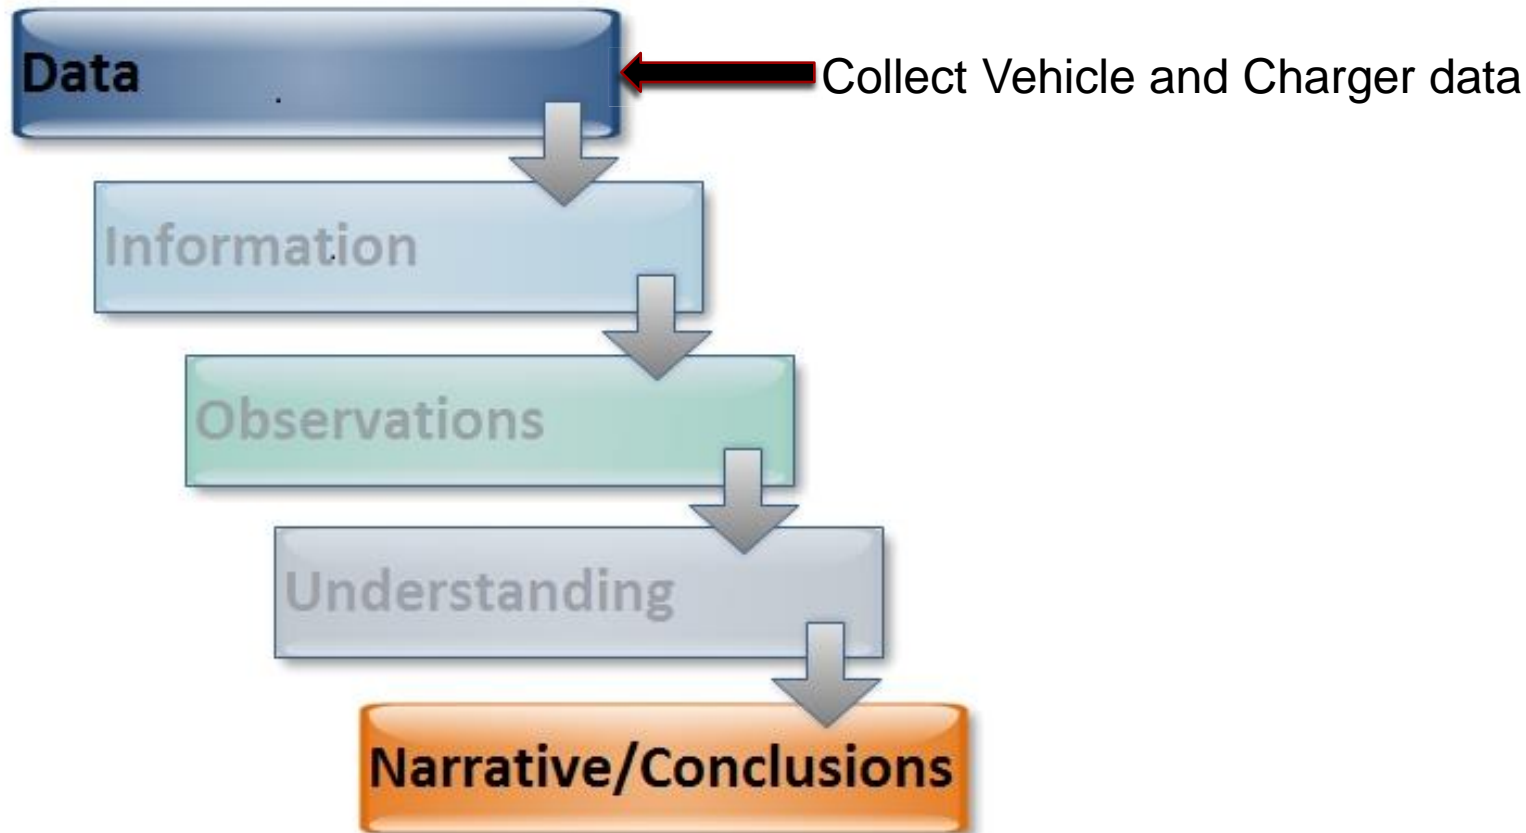 Data
Collect Vehicle and Charger data
Information
Observations
Understanding
Narrative/Conclusions